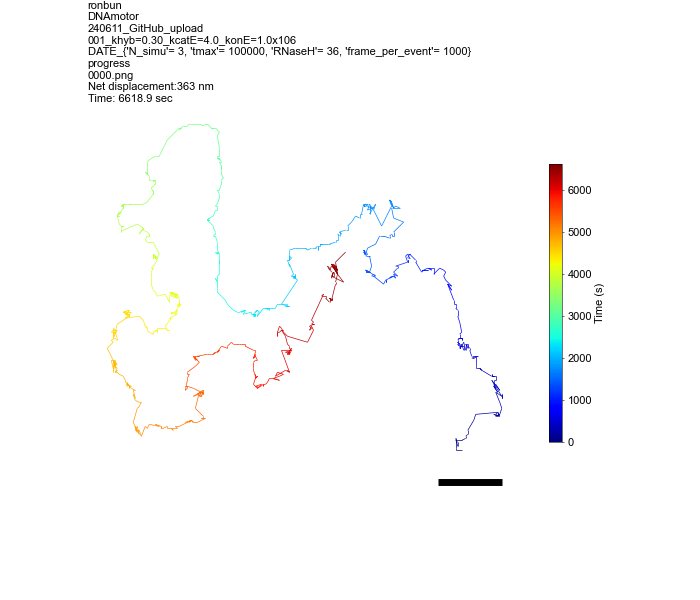 ronbun
DNAmotor
240611_GitHub_upload
001_khyb=0.30_kcatE=4.0_konE=1.0x106
DATE_{'N_simu'= 3, 'tmax'= 100000, 'RNaseH'= 36, 'frame_per_event'= 1000}
progress
0000.png
Net displacement:363 nm
Time: 6618.9 sec
6000
5000
4000
3000
2000
1000
0
Time (s)